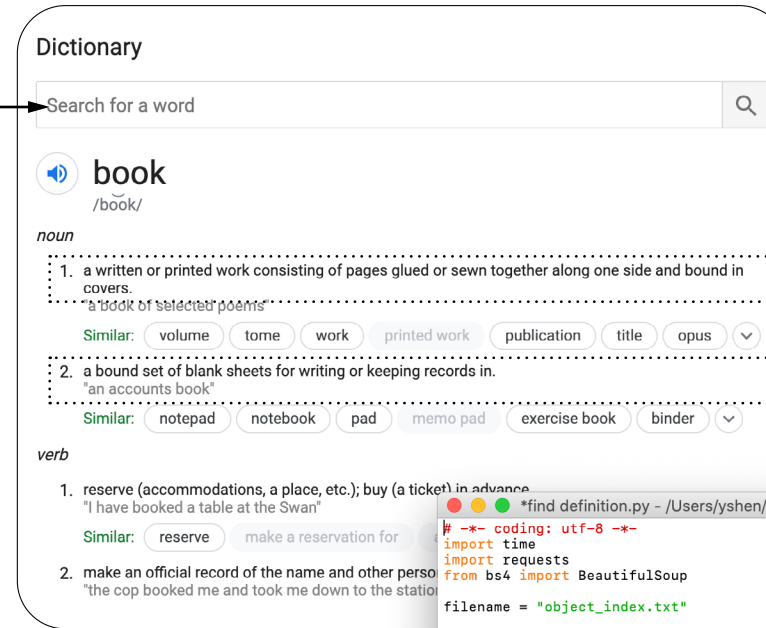 Dictionary
Search for a word
book
/bo͝ok/
noun
1. a written or printed work consisting of pages glued or sewn together along one side and bound in
covers.
"a book of selected poems"
Similar: volume tome work printed work publication title opus
2. a bound set of blank sheets for writing or keeping records in.
"an accounts book"
Similar: notepad notebook pad memo pad exercise book binder
verb
1. reserve (accommodations, a place, etc.); buy (a ticket) in advance
"I have booked a table at the Swan"
Similar: reserve make a reservation for
2. make an official record of the name and other
"the cop booked me and took me down to the
*find definition.py - /Users/yshen/
# -*- coding: utf-8 -*-
import time
import requests
from bs4 import BeautifulSoup
filename = "object_index.txt"